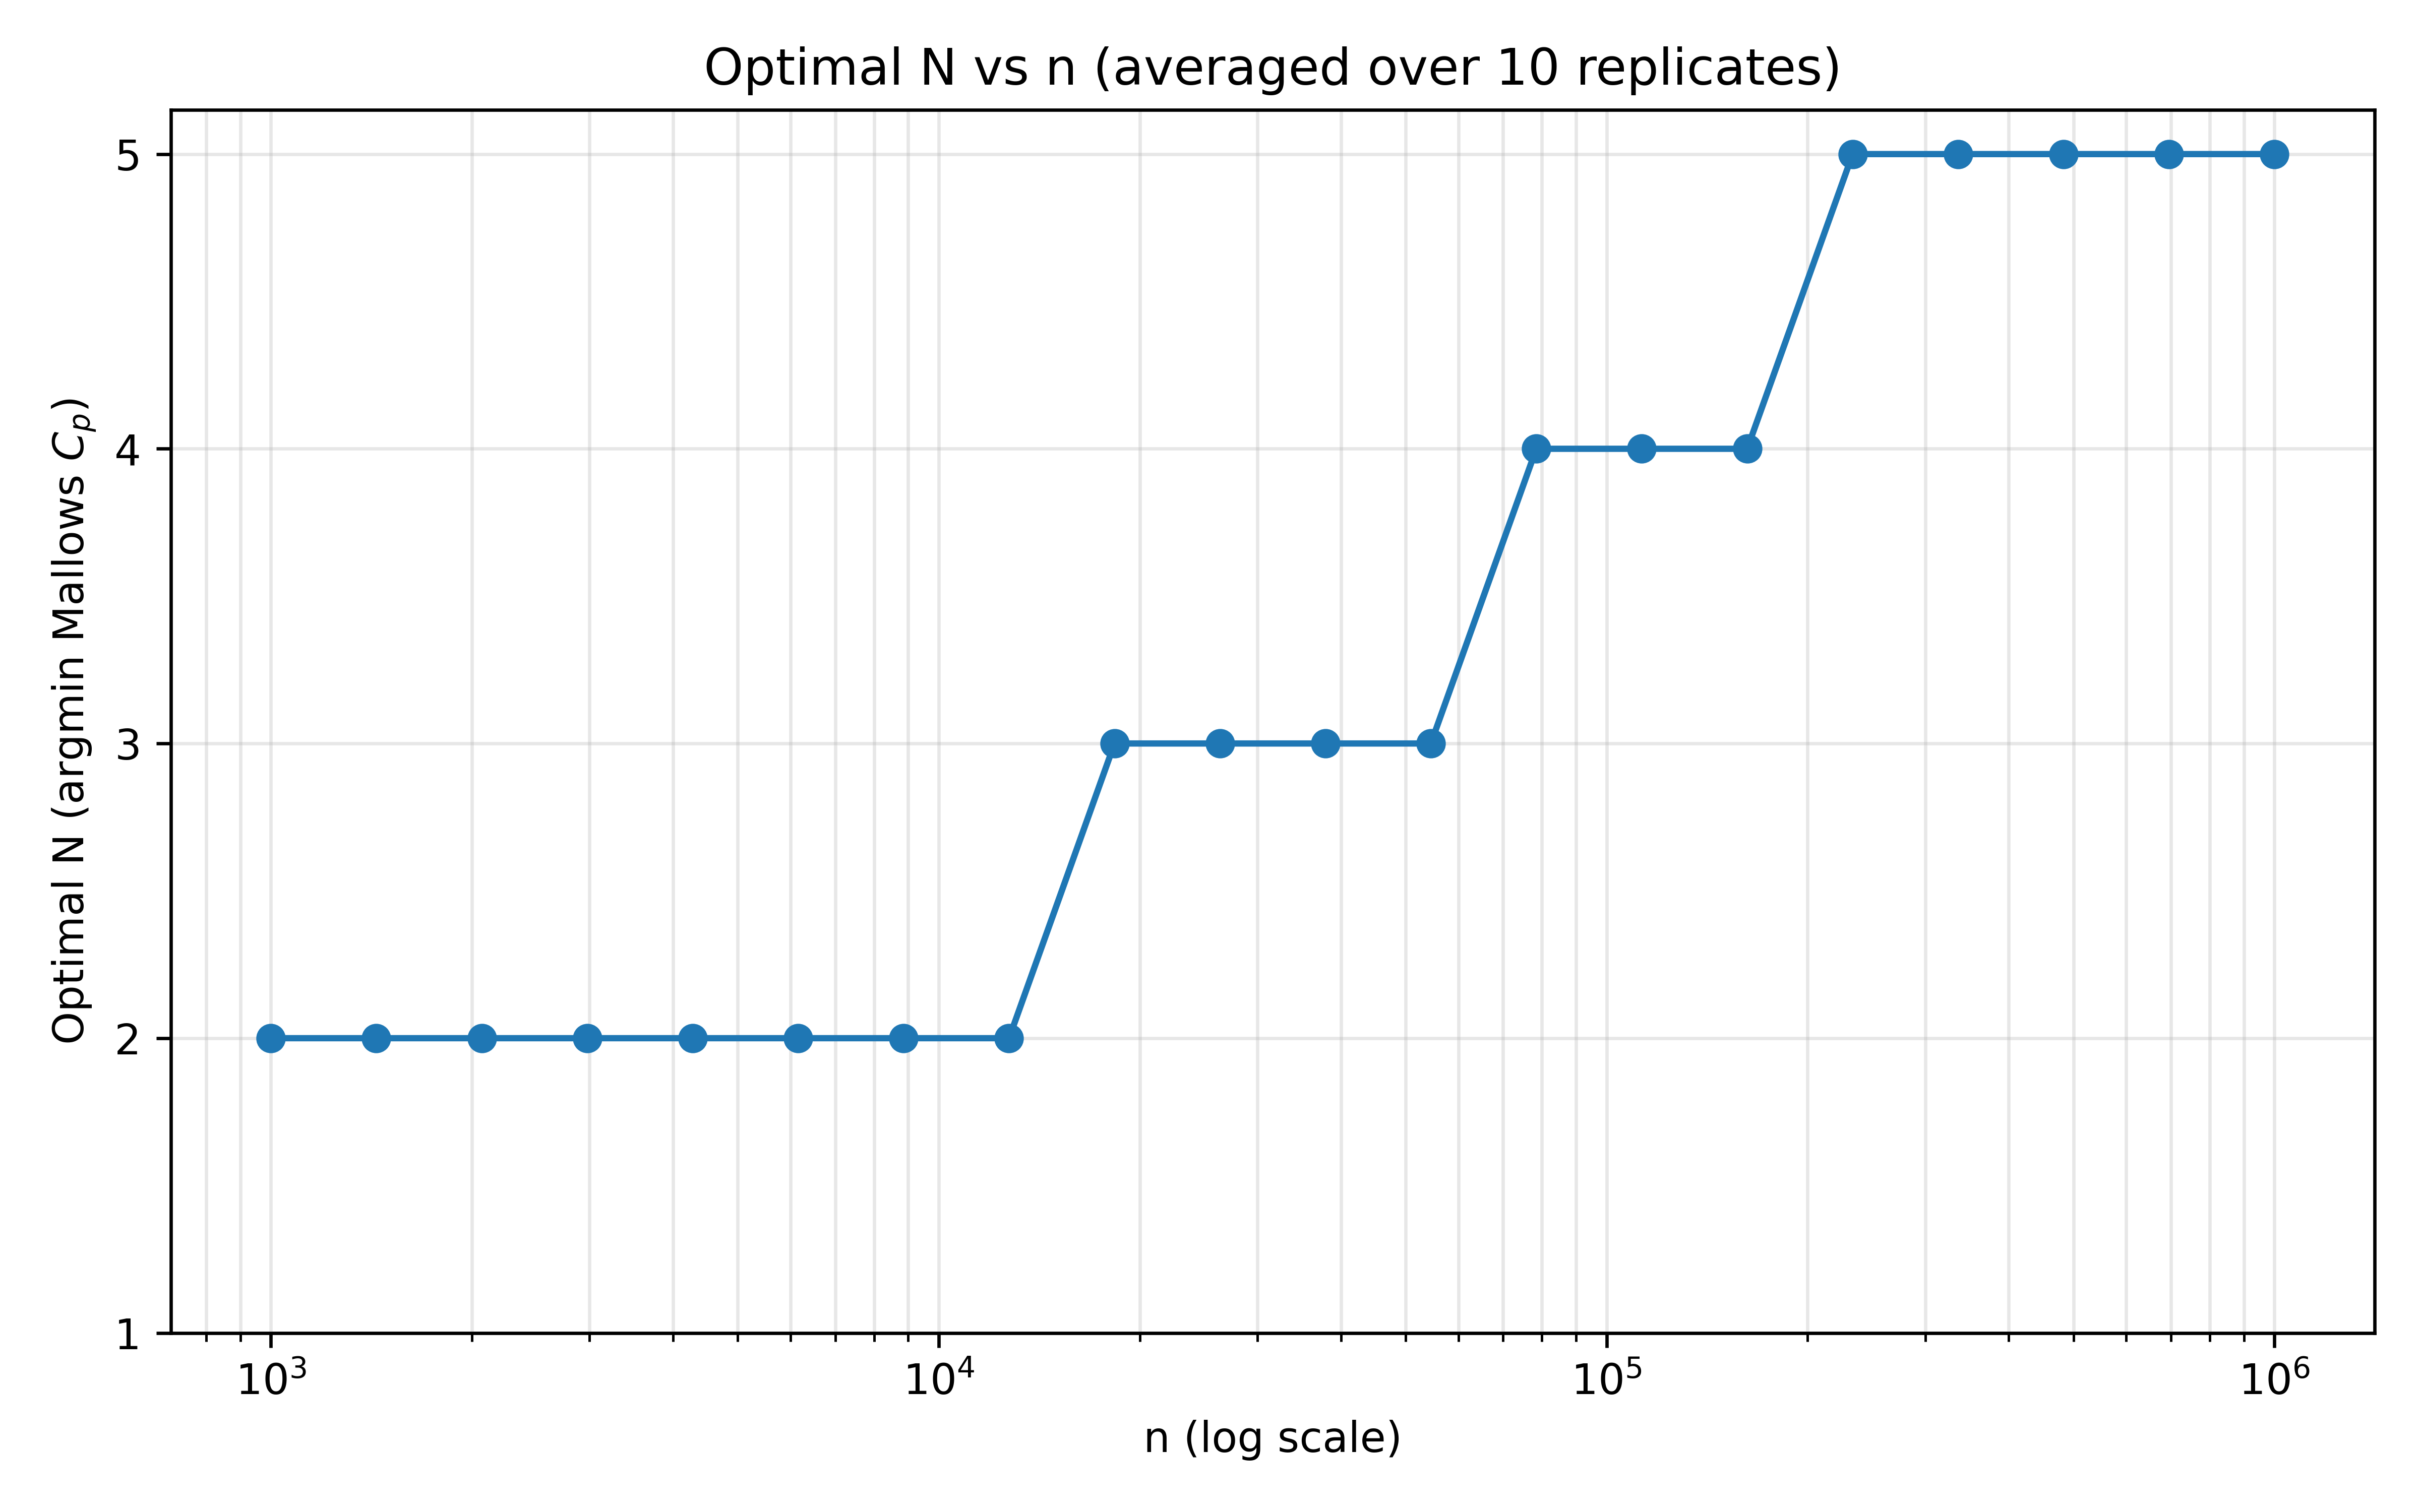 Optimal N vs n (averaged over 10 replicates)
Optimal N (argmin Mallows $C_p$)
5
4
3
2
1
10³ 10⁴ 10⁵ 10⁶
n (log scale)